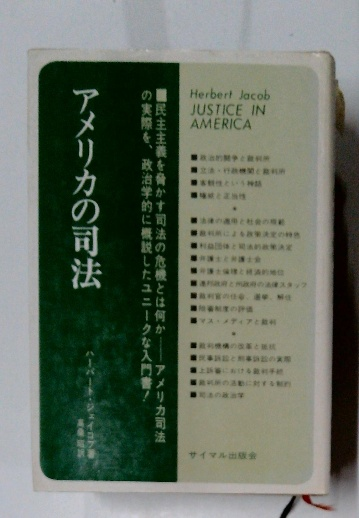 アメリカの司法
ハーバート・ジェイコブ著
高桑昭訳
■民主主義を脅かす司法の危機とは何か――アメリカ司法
の実際を、政治学的に概説したユニークな入門書!
Herbert Jacob
JUSTICE IN
AMERICA
■政治的闘争と裁判所
■立法・行政機関と裁判所
■客観性という神話
■権威と正当性
*
■法律の適用と社会の規範
■裁判所による政策決定の特色
■利益団体と司法的政策決定
■弁護士と弁護士会
■弁護士倫理と経済的地位
■連邦政府と州政府の法律スタッフ
■裁判官の任命、選挙、解任
■陪審制度の評価
■マス・メディアと裁判
*
■裁判機構の改革と抵抗
■民事訴訟と刑事訴訟の実際
■上訴審における裁判手続
■裁判所の活動に対する制約
■司法の政治学
サイマル出版会